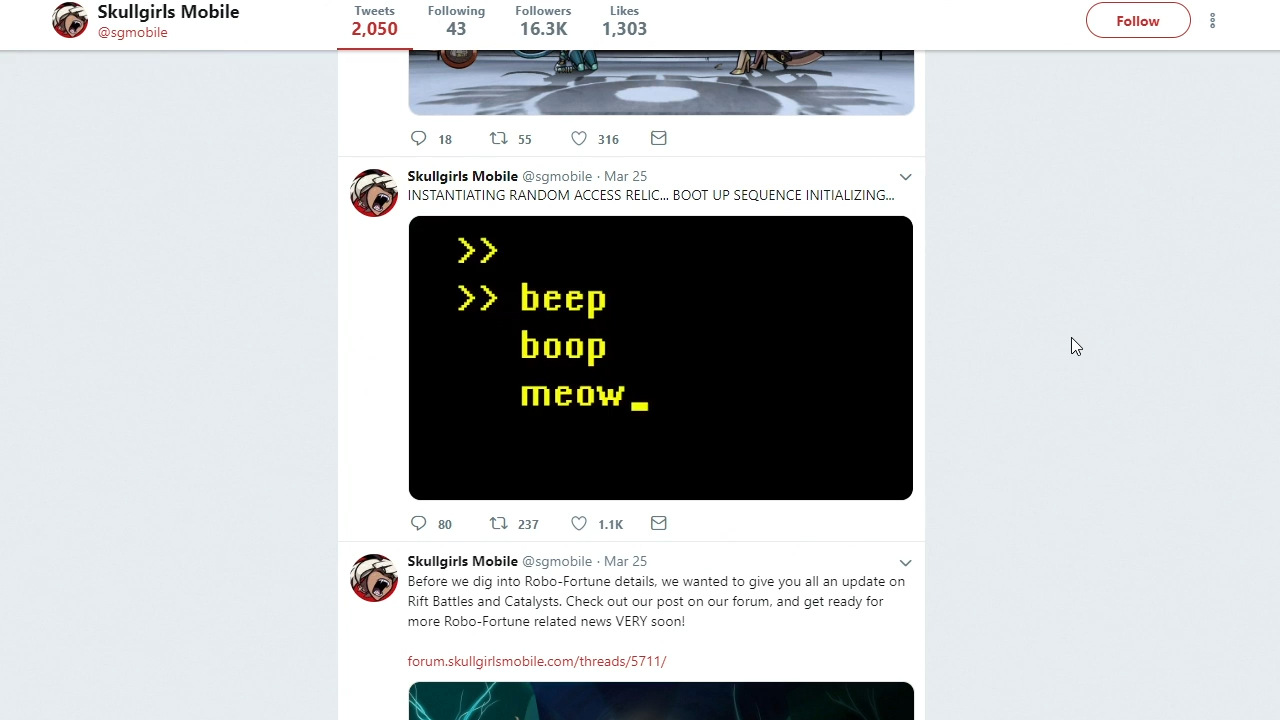 Skullgirls Mobile
@sgmobile
Tweets
2,050
Following
43
Followers
16.3K
Likes
1,303
Follow
18
55
316
Skullgirls Mobile @sgmobile · Mar 25
INSTANTIATING RANDOM ACCESS RELIC... BOOT UP SEQUENCE INITIALIZING...
>>
>> beep
boop
meow_
80
237
1.1K
Skullgirls Mobile @sgmobile · Mar 25
Before we dig into Robo-Fortune details, we wanted to give you all an update on
Rift Battles and Catalysts. Check out our post on our forum, and get ready for
more Robo-Fortune related news VERY soon!
forum.skullgirlsmobile.com/threads/5711/